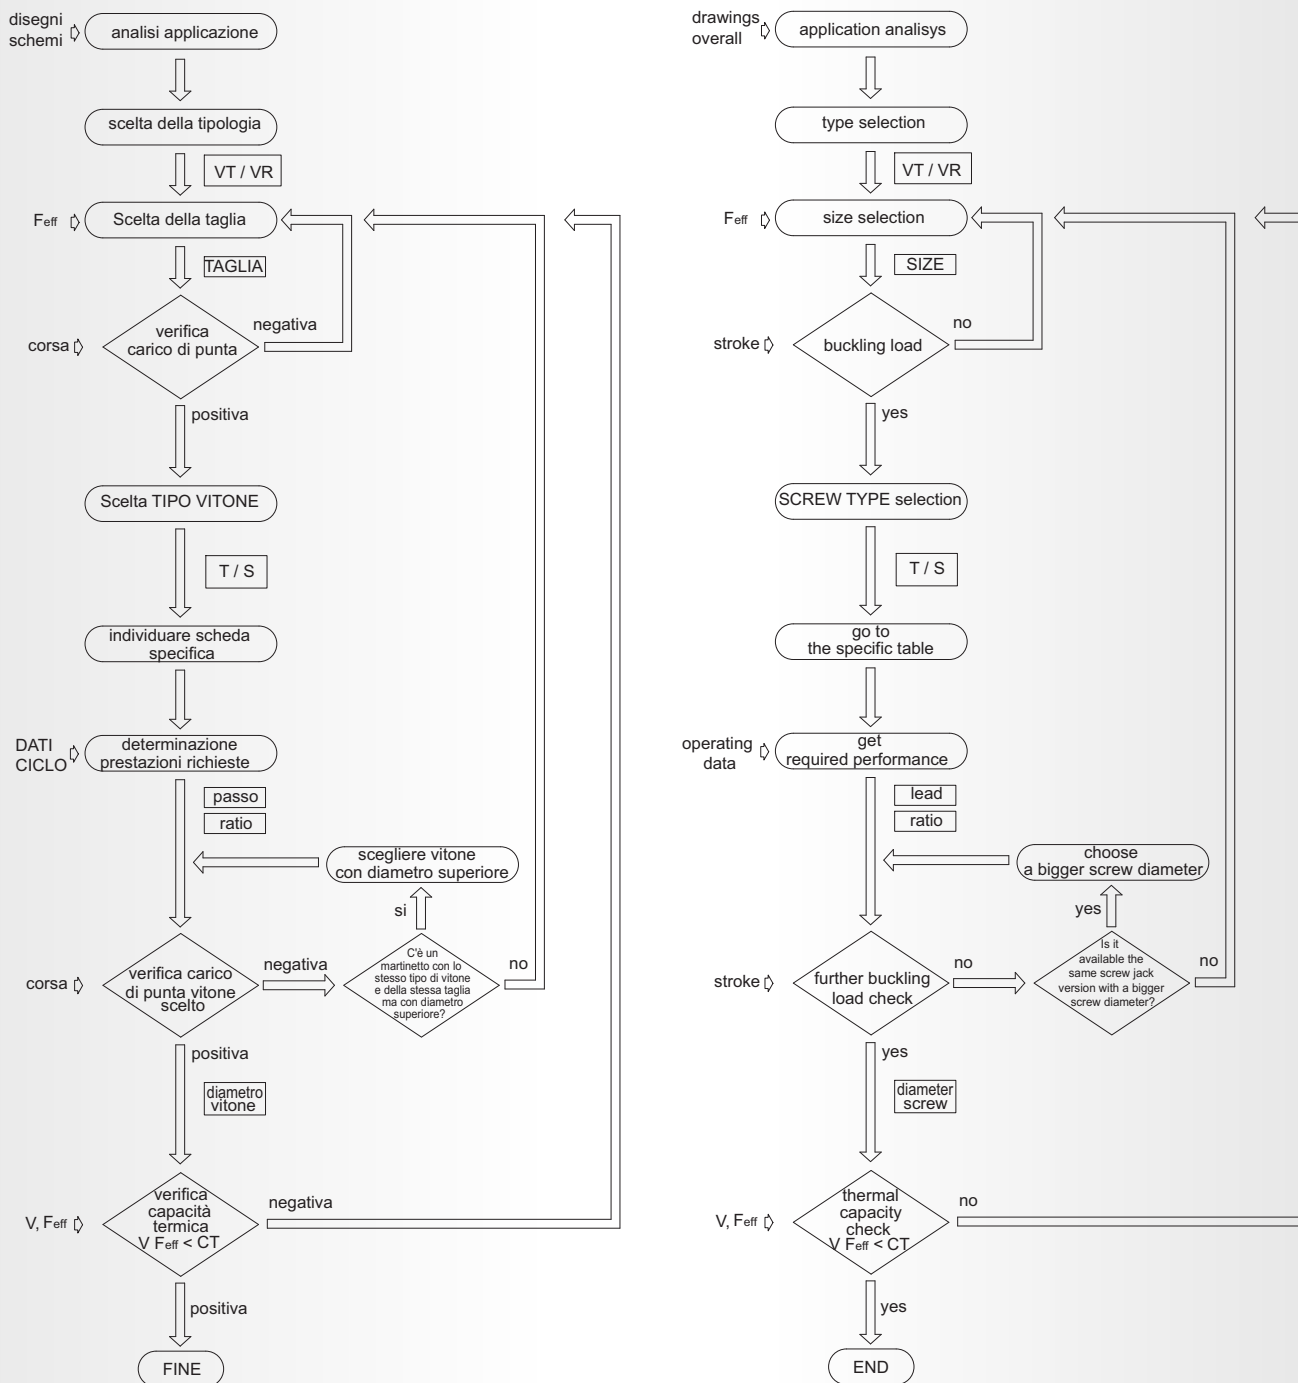 disegni
schemi
analisi applicazione
scelta della tipologia
VT / VR
Feff
Scelta della taglia
TAGLIA
corsa
verifica
carico di punta
negativa
positiva
Scelta TIPO VITONE
T / S
individuare scheda
specifica
DATI
CICLO
determinazione
prestazioni richieste
passo
ratio
scegliere vitone
con diametro superiore
si
corsa
verifica carico
di punta vitone
scelto
negativa
C'è un
martinetto con lo
stesso tipo di vitone
e della stessa taglia
ma con diametro
superiore?
no
positiva
diametro
vitone
V, Feff
verifica
capacità
termica
V Feff < CT
negativa
positiva
FINE
drawings
overall
application analisys
type selection
VT / VR
Feff
size selection
SIZE
stroke
buckling load
no
yes
SCREW TYPE selection
T / S
go to
the specific table
operating
data
get
required performance
lead
ratio
choose
a bigger screw diameter
yes
stroke
further buckling
load check
no
Is it
available the
same screw jack
version with a bigger
screw diameter?
no
yes
diameter
screw
V, Feff
thermal
capacity
check
V Feff < CT
no
yes
END